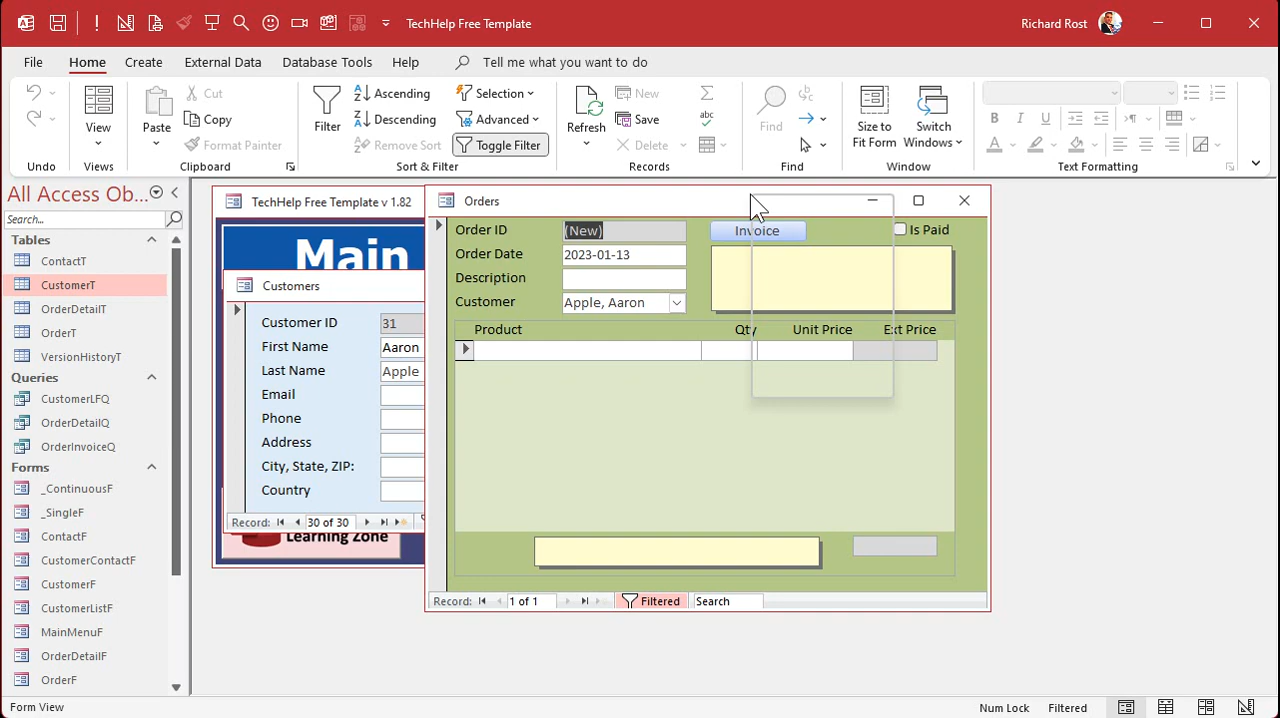 TechHelp Free Template
Richard Rost
File
Home
Create
External Data
Database Tools
Help
Tell me what you want to do
View
Paste
Cut
Copy
Format Painter
Filter
Ascending
Descending
Remove Sort
Selection
Advanced
Toggle Filter
Refresh
New
Save
Delete
Find
Size to
Fit Form
Switch
Windows
Undo
Views
Clipboard
Sort & Filter
Records
Find
Window
Text Formatting
All Access Ob...
Search...
Tables
ContactT
CustomerT
OrderDetailT
OrderT
VersionHistoryT
Queries
CustomerLFQ
OrderDetailQ
OrderInvoiceQ
Forms
_ContinuousF
_SingleF
ContactF
CustomerContactF
CustomerF
CustomerListF
MainMenuF
OrderDetailF
OrderF
TechHelp Free Template v 1.82
Main
Customers
Customer ID 31
First Name Aaron
Last Name Apple
Email
Phone
Address
City, State, ZIP:
Country
Record: 30 of 30
Learning Zone
Orders
Order ID (New)
Invoice
Is Paid
Order Date 2023-01-13
Description
Customer Apple, Aaron
Product Qty Unit Price Ext Price
Record: 1 of 1 Filtered Search
Form View
Num Lock
Filtered